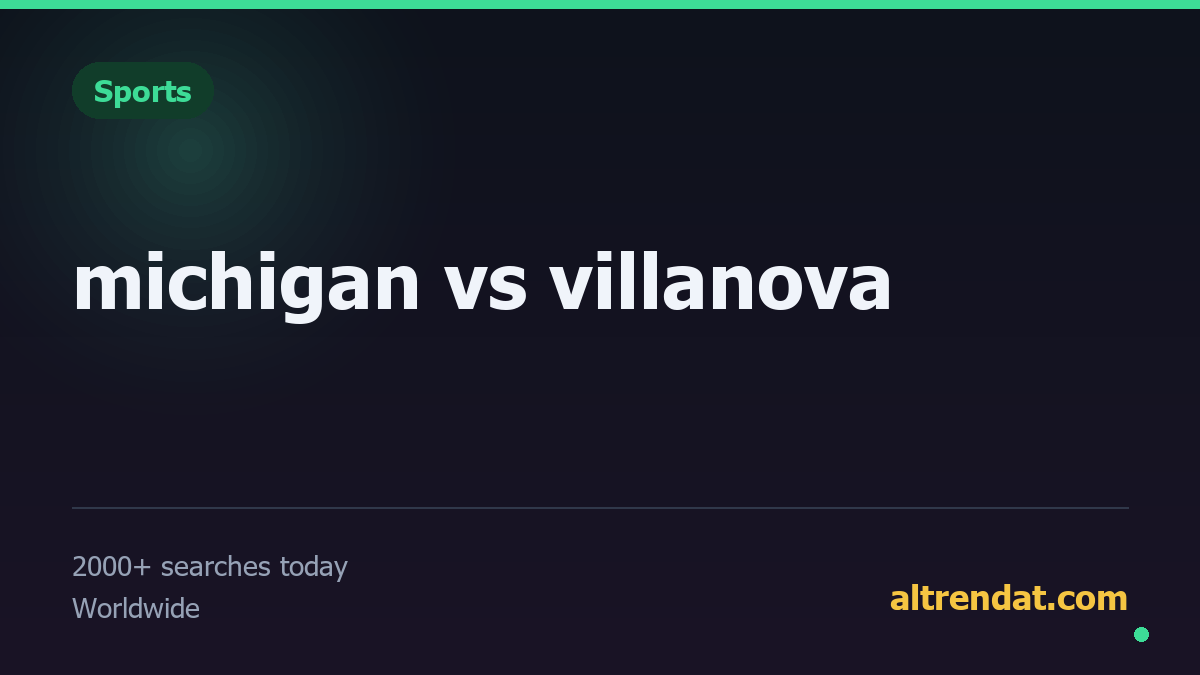 Sports
michigan vs villanova
2000+ searches today
Worldwide
altrendat.com